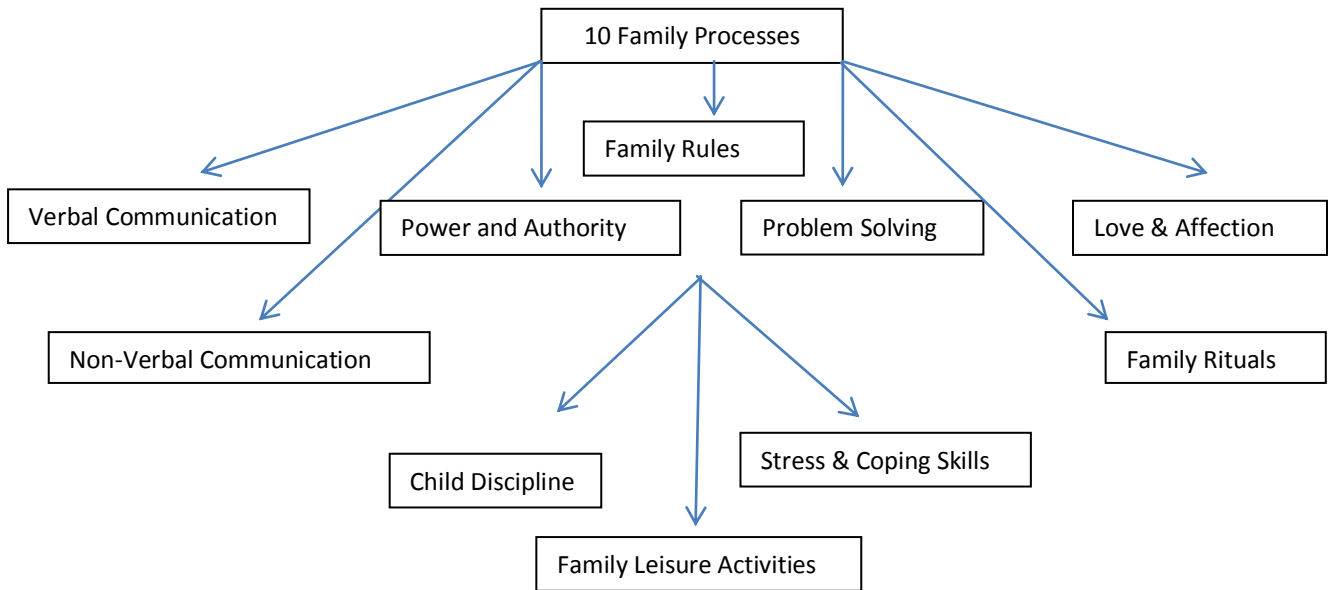 10 Family Processes
Family Rules
Verbal Communication
Power and Authority
Problem Solving
Love & Affection
Non-Verbal Communication
Family Rituals
Child Discipline
Stress & Coping Skills
Family Leisure Activities